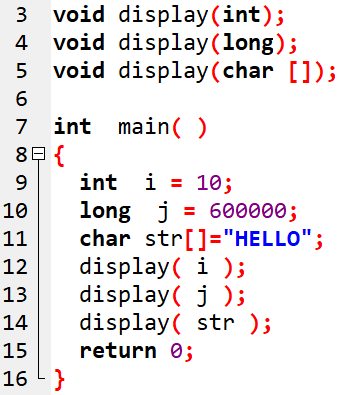 3 void display(int);
4 void display(long);
5 void display(char []);
6
7 int  main( )
8 {
9   int  i = 10;
10   long  j = 600000;
11   char str[]="HELLO";
12   display( i );
13   display( j );
14   display( str );
15   return 0;
16 }